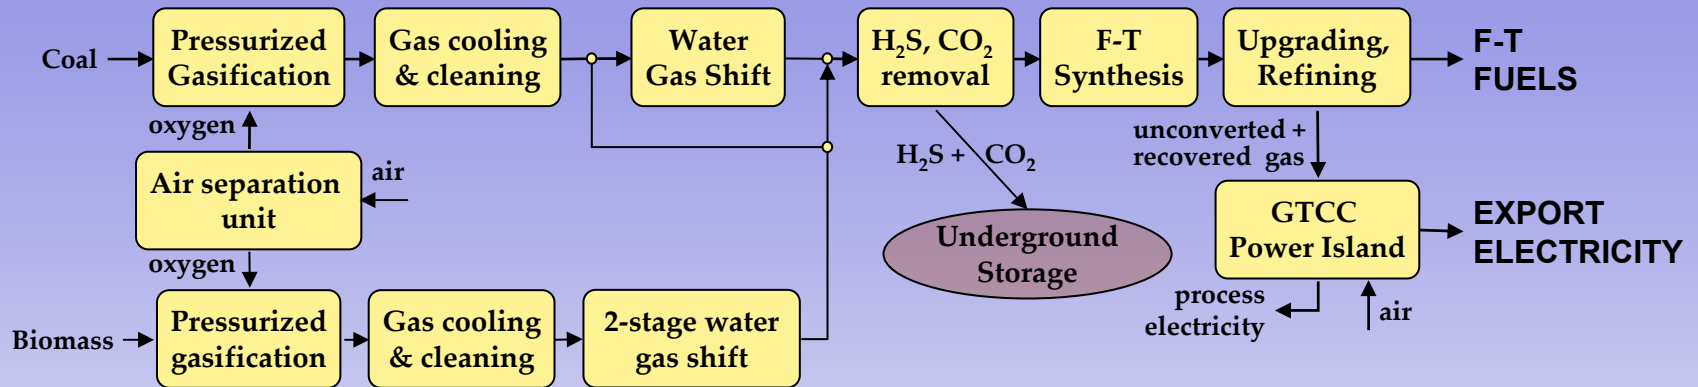 Coal
Pressurized
Gasification
Gas cooling
& cleaning
Water
Gas Shift
H₂S, CO₂
removal
F-T
Synthesis
Upgrading,
Refining
F-T
FUELS
oxygen
Air separation
unit
air
oxygen
H₂S + CO₂
Underground
Storage
unconverted +
recovered gas
GTCC
Power Island
EXPORT
ELECTRICITY
process
electricity
air
Biomass
Pressurized
gasification
Gas cooling
& cleaning
2-stage water
gas shift